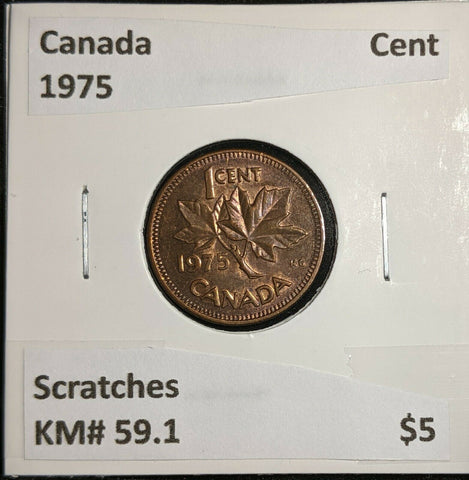 Canada Cent
1975
1 CENT
1975 KG
CANADA
Scratches
KM# 59.1 $5